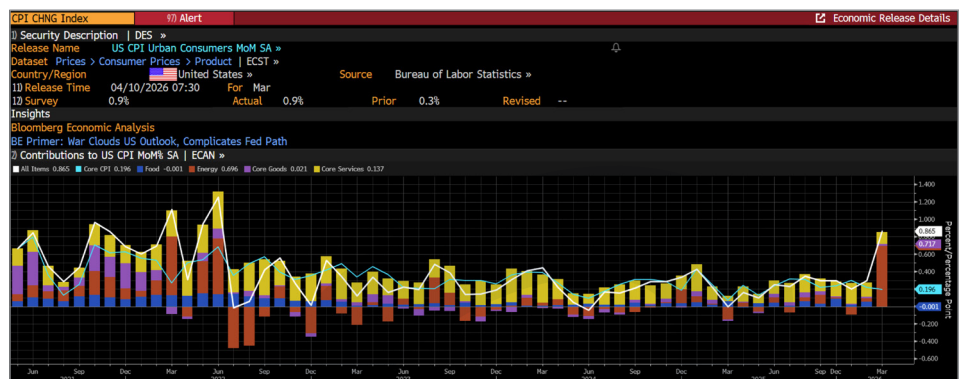 CPI CHNG Index 97) Alert Economic Release Details
1) Security Description | DES »
Release Name US CPI Urban Consumers MoM SA »
Dataset Prices > Consumer Prices > Product | ECST »
Country/Region United States » Source Bureau of Labor Statistics »
11) Release Time 04/10/2026 07:30 For Mar
12) Survey 0.9% Actual 0.9% Prior 0.3% Revised --
Insights
Bloomberg Economic Analysis
BE Primer: War Clouds US Outlook, Complicates Fed Path
2) Contributions to US CPI MoM% SA | ECAN »
All Items 0.865 Core CPI 0.196 Food -0.001 Energy 0.696 Core Goods 0.021 Core Services 0.137
1.400
1.200
1.000
0.865
0.717
0.600
0.400
0.196
-0.001
-0.200
-0.400
-0.600
Percent/Percentage Point
Jun Sep Dec Mar Jun Sep Dec Mar Jun Sep Dec Mar Jun Sep Dec Mar Jun Sep Dec Mar
2022 2023 2024 2025